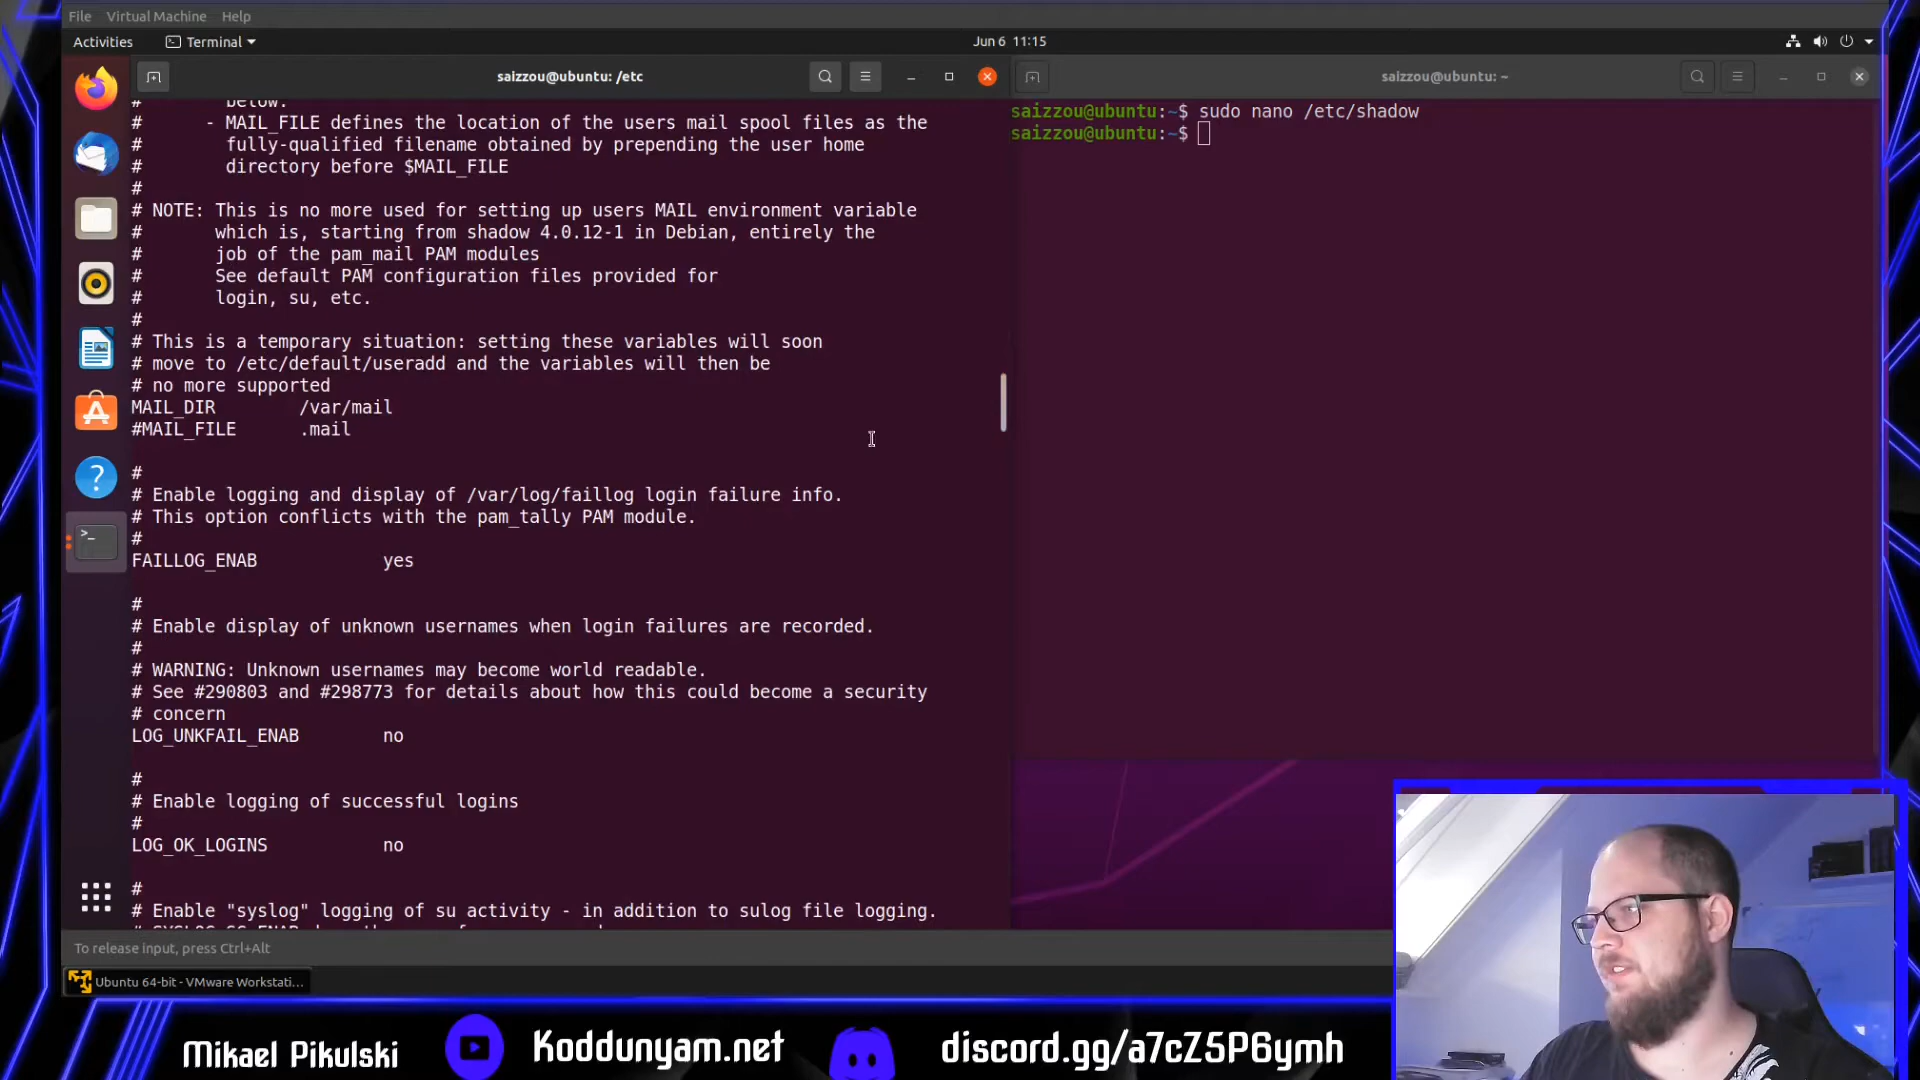 File Virtual Machine Help
Activities Terminal Jun 6 11:15
saizzou@ubuntu: /etc
# below.
# - MAIL_FILE defines the location of the users mail spool files as the
# fully-qualified filename obtained by prepending the user home
# directory before $MAIL_FILE
#
# NOTE: This is no more used for setting up users MAIL environment variable
# which is, starting from shadow 4.0.12-1 in Debian, entirely the
# job of the pam_mail PAM modules
# See default PAM configuration files provided for
# login, su, etc.
#
# This is a temporary situation: setting these variables will soon
# move to /etc/default/useradd and the variables will then be
# no more supported
MAIL_DIR /var/mail
#MAIL_FILE .mail
#
# Enable logging and display of /var/log/faillog login failure info.
# This option conflicts with the pam_tally PAM module.
#
FAILLOG_ENAB yes
#
# Enable display of unknown usernames when login failures are recorded.
#
# WARNING: Unknown usernames may become world readable.
# See #290803 and #298773 for details about how this could become a security
# concern
LOG_UNKFAIL_ENAB no
#
# Enable logging of successful logins
#
LOG_OK_LOGINS no
#
# Enable "syslog" logging of su activity - in addition to sulog file logging.
saizzou@ubuntu: ~
saizzou@ubuntu:~$ sudo nano /etc/shadow
saizzou@ubuntu:~$
To release input, press Ctrl+Alt
Ubuntu 64-bit - VMware Workstati...
Mikael Pikulski Koddunyam.net discord.gg/a7cZ5P6ymh